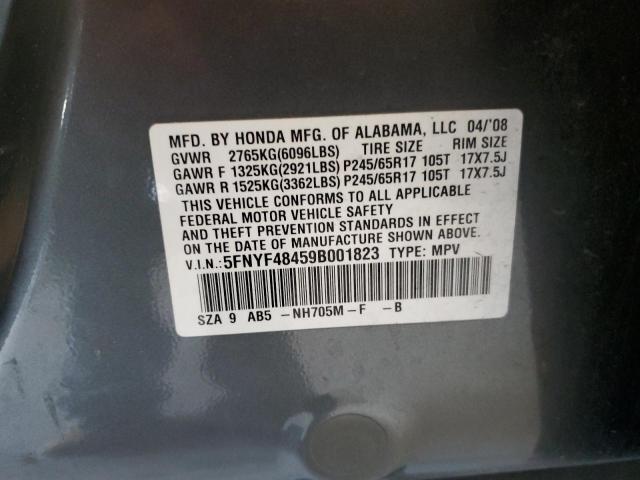 MFD. BY HONDA MFG. OF ALABAMA, LLC 04/'08
GVWR 2765KG(6096LBS) TIRE SIZE RIM SIZE
GAWR F 1325KG(2921LBS) P245/65R17 105T 17X7.5J
GAWR R 1525KG(3362LBS) P245/65R17 105T 17X7.5J
THIS VEHICLE CONFORMS TO ALL APPLICABLE
FEDERAL MOTOR VEHICLE SAFETY
AND THEFT PREVENTION STANDARDS IN EFFECT
ON THE DATE OF MANUFACTURE SHOWN ABOVE.
V.I.N.: 5FNYF48459B001823 TYPE: MPV
SZA 9 AB5 -NH705M-F -B